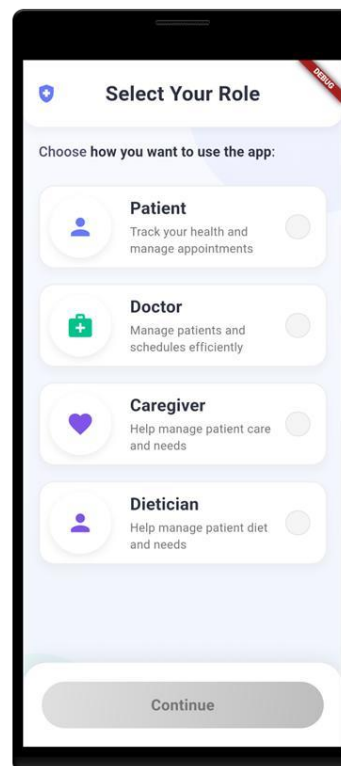 DEBUG
Select Your Role
Choose how you want to use the app:
Patient
Track your health and
manage appointments
Doctor
Manage patients and
schedules efficiently
Caregiver
Help manage patient care
and needs
Dietician
Help manage patient diet
and needs
Continue